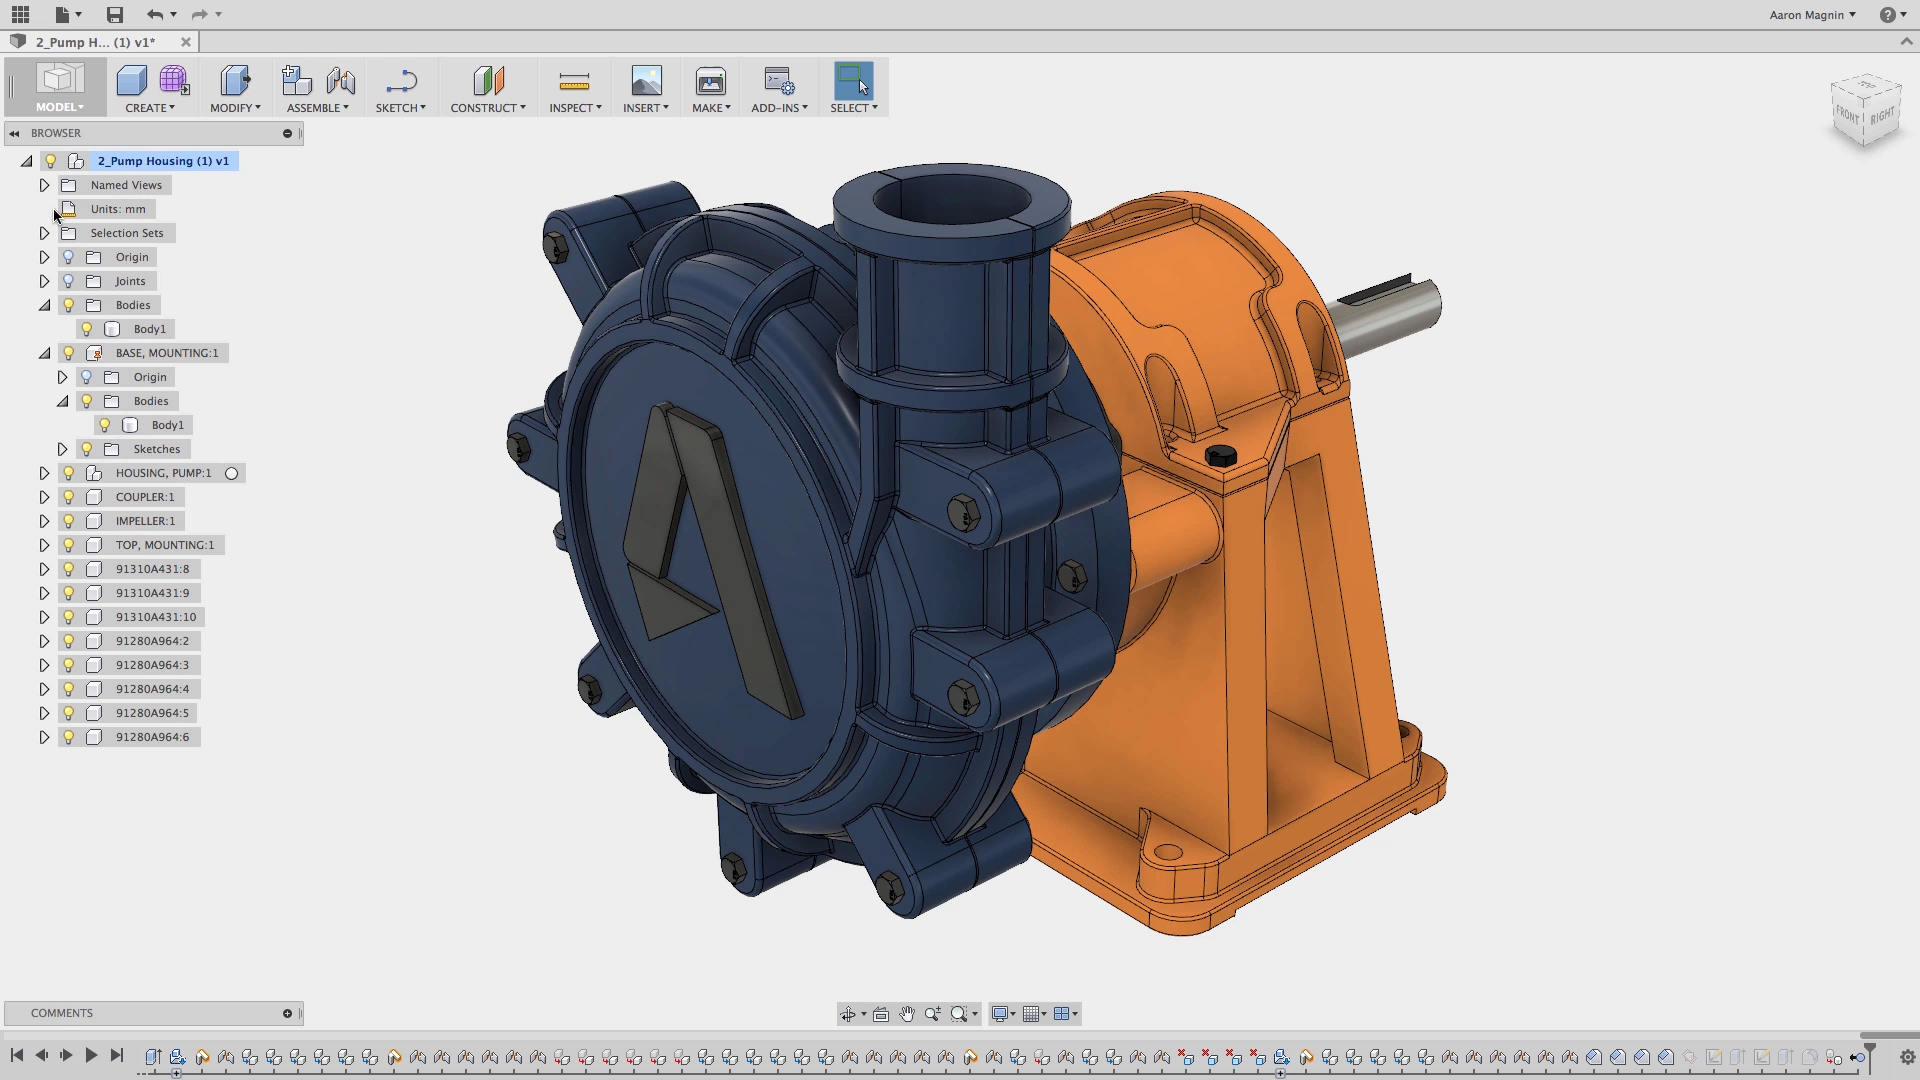 Aaron Magnin
?
2_Pump H... (1) v1*
MODEL
CREATE
MODIFY
ASSEMBLE
SKETCH
CONSTRUCT
INSPECT
INSERT
MAKE
ADD-INS
SELECT
TOP
FRONT
RIGHT
BROWSER
2_Pump Housing (1) v1
Named Views
Units: mm
Selection Sets
Origin
Joints
Bodies
Body1
BASE, MOUNTING:1
Origin
Bodies
Body1
Sketches
HOUSING, PUMP:1
COUPLER:1
IMPELLER:1
TOP, MOUNTING:1
91310A431:8
91310A431:9
91310A431:10
91280A964:2
91280A964:3
91280A964:4
91280A964:5
91280A964:6
COMMENTS